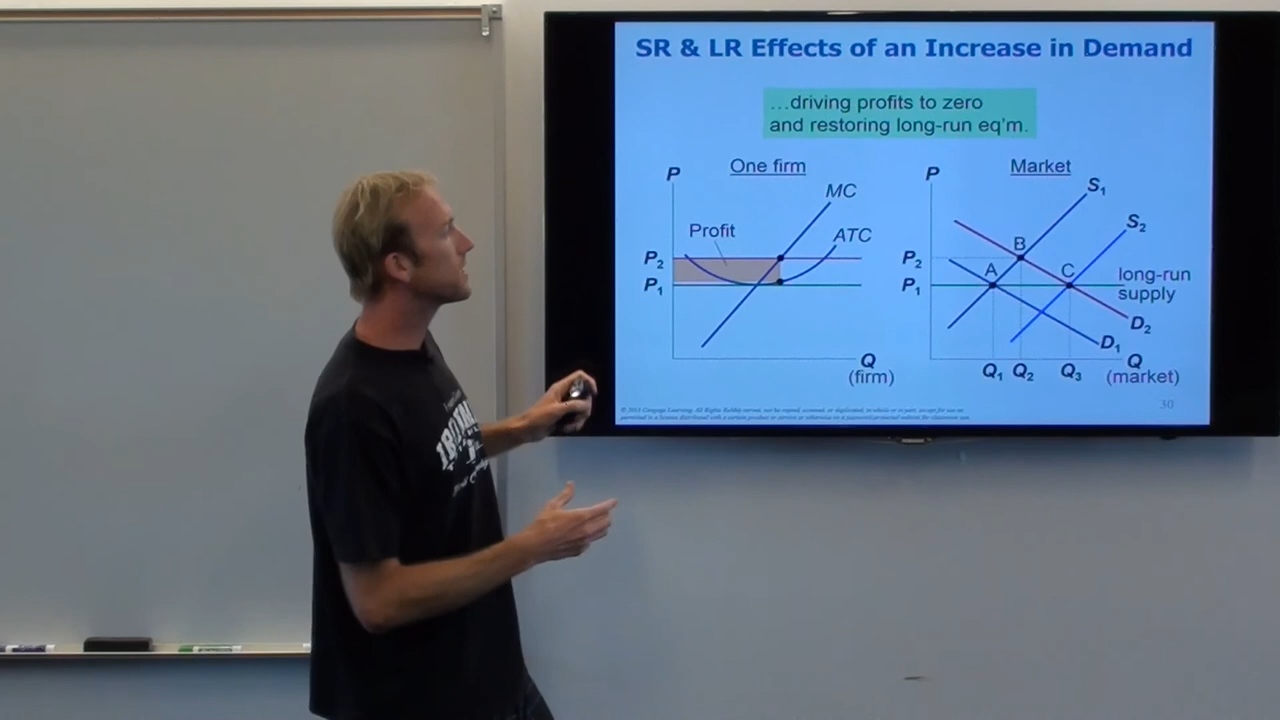 SR & LR Effects of an Increase in Demand
…driving profits to zero
and restoring long-run eq'm.
One firm
P
MC
Profit
ATC
P2
P1
Q
(firm)
Market
P
S1
S2
B
P2
A
C
P1
long-run
supply
D2
D1
Q1 Q2 Q3
Q
(market)
30